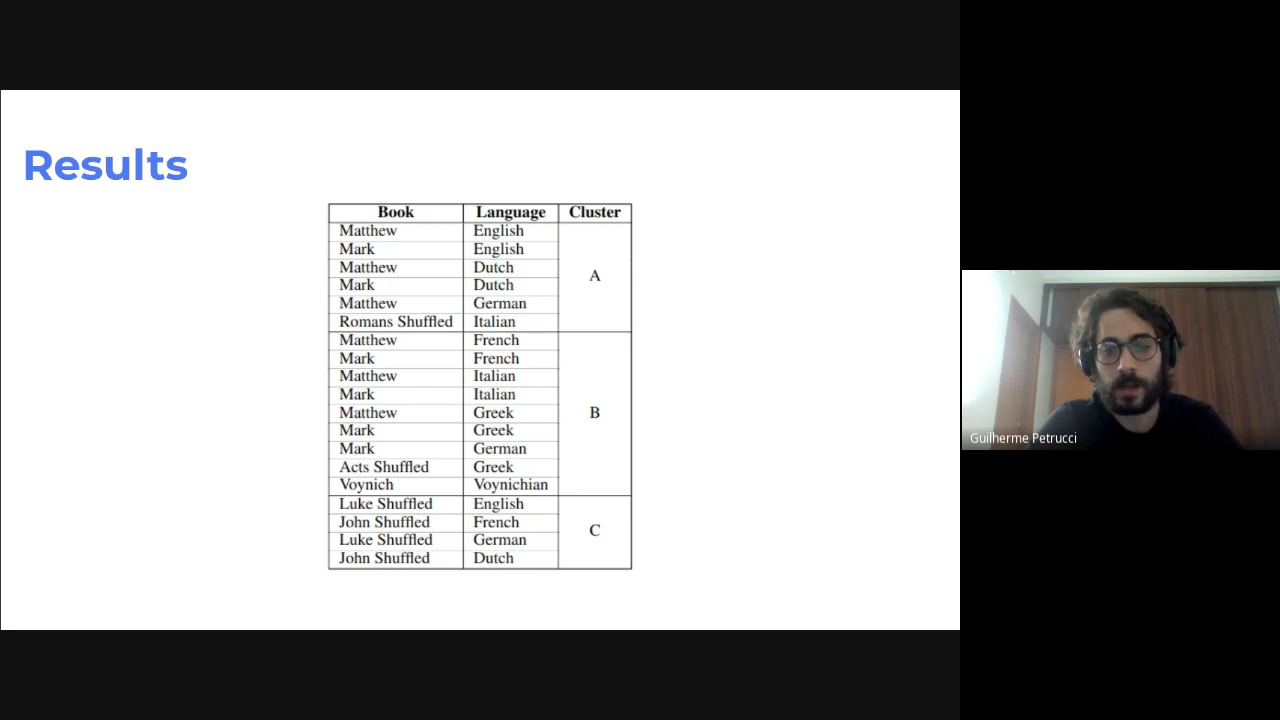 Results
Book Language Cluster
Matthew English
Mark English
Matthew Dutch
A
Mark Dutch
Matthew German
Romans Shuffled Italian
Matthew French
Mark French
Matthew Italian
Mark Italian
Matthew Greek
B
Mark Greek
Mark German
Acts Shuffled Greek
Voynich Voynichian
Luke Shuffled English
John Shuffled French
C
Luke Shuffled German
John Shuffled Dutch
Guilherme Petrucci